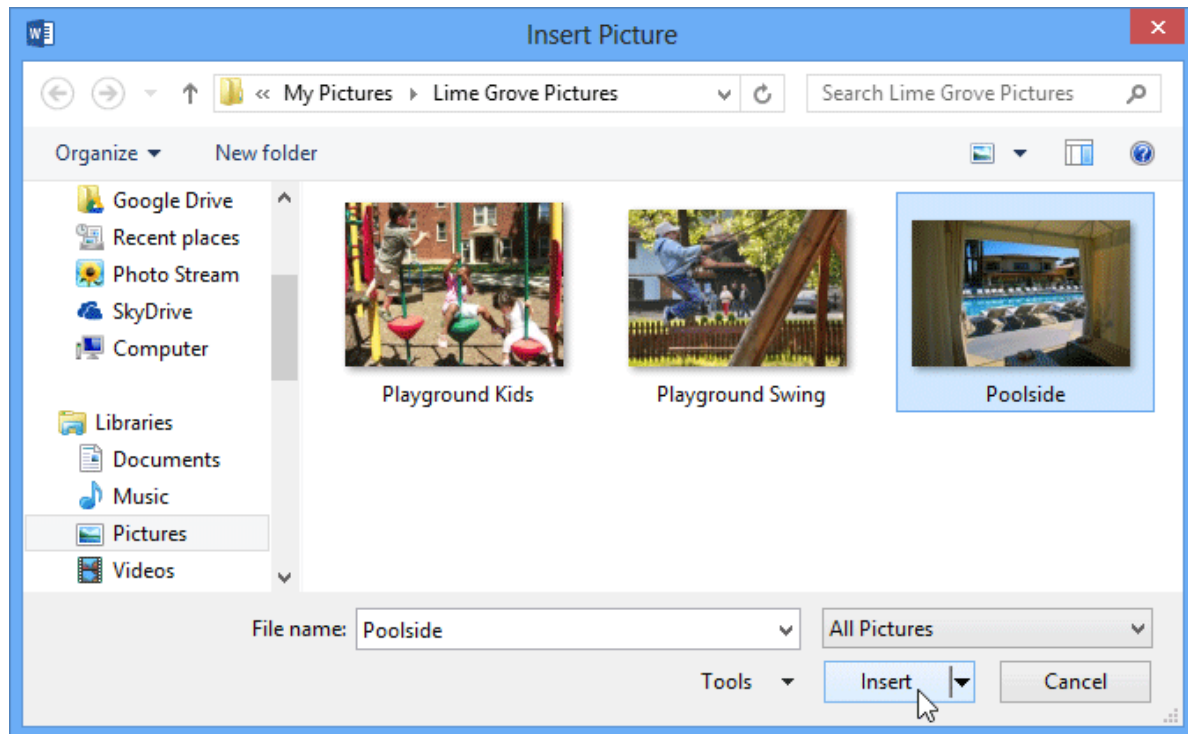 Insert Picture
« My Pictures Lime Grove Pictures
Search Lime Grove Pictures
Organize New folder
Google Drive
Recent places
Photo Stream
SkyDrive
Computer
Libraries
Documents
Music
Pictures
Videos
Playground Kids Playground Swing Poolside
File name: Poolside All Pictures
Tools Insert Cancel